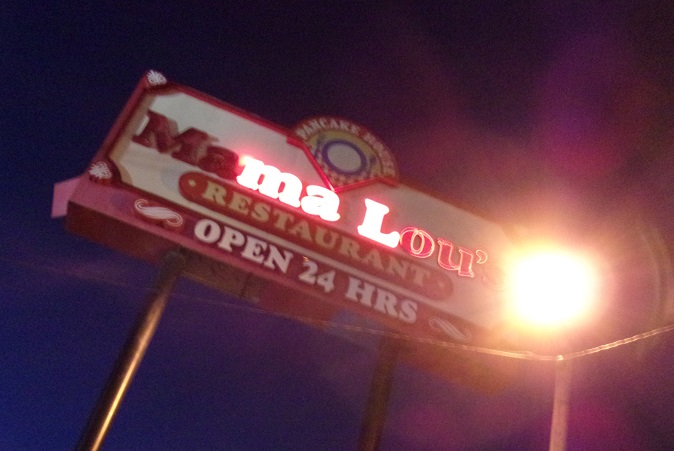 PANCAKE HOUSE
Mama Lou's
RESTAURANT
OPEN 24 HRS